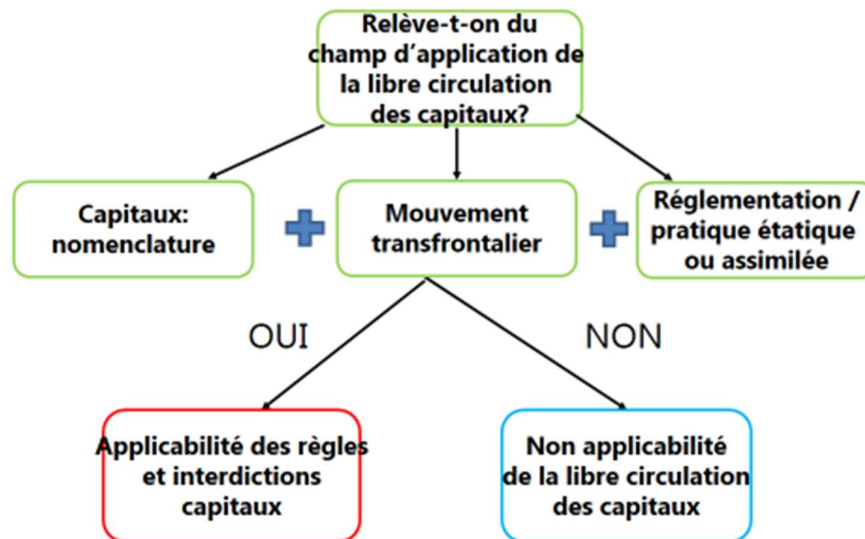 Relève-t-on du
champ d’application de
la libre circulation
des capitaux?
Capitaux:
nomenclature
Mouvement
transfrontalier
Réglementation /
pratique étatique
ou assimilée
OUI
NON
Applicabilité des règles
et interdictions
capitaux
Non applicabilité
de la libre circulation
des capitaux